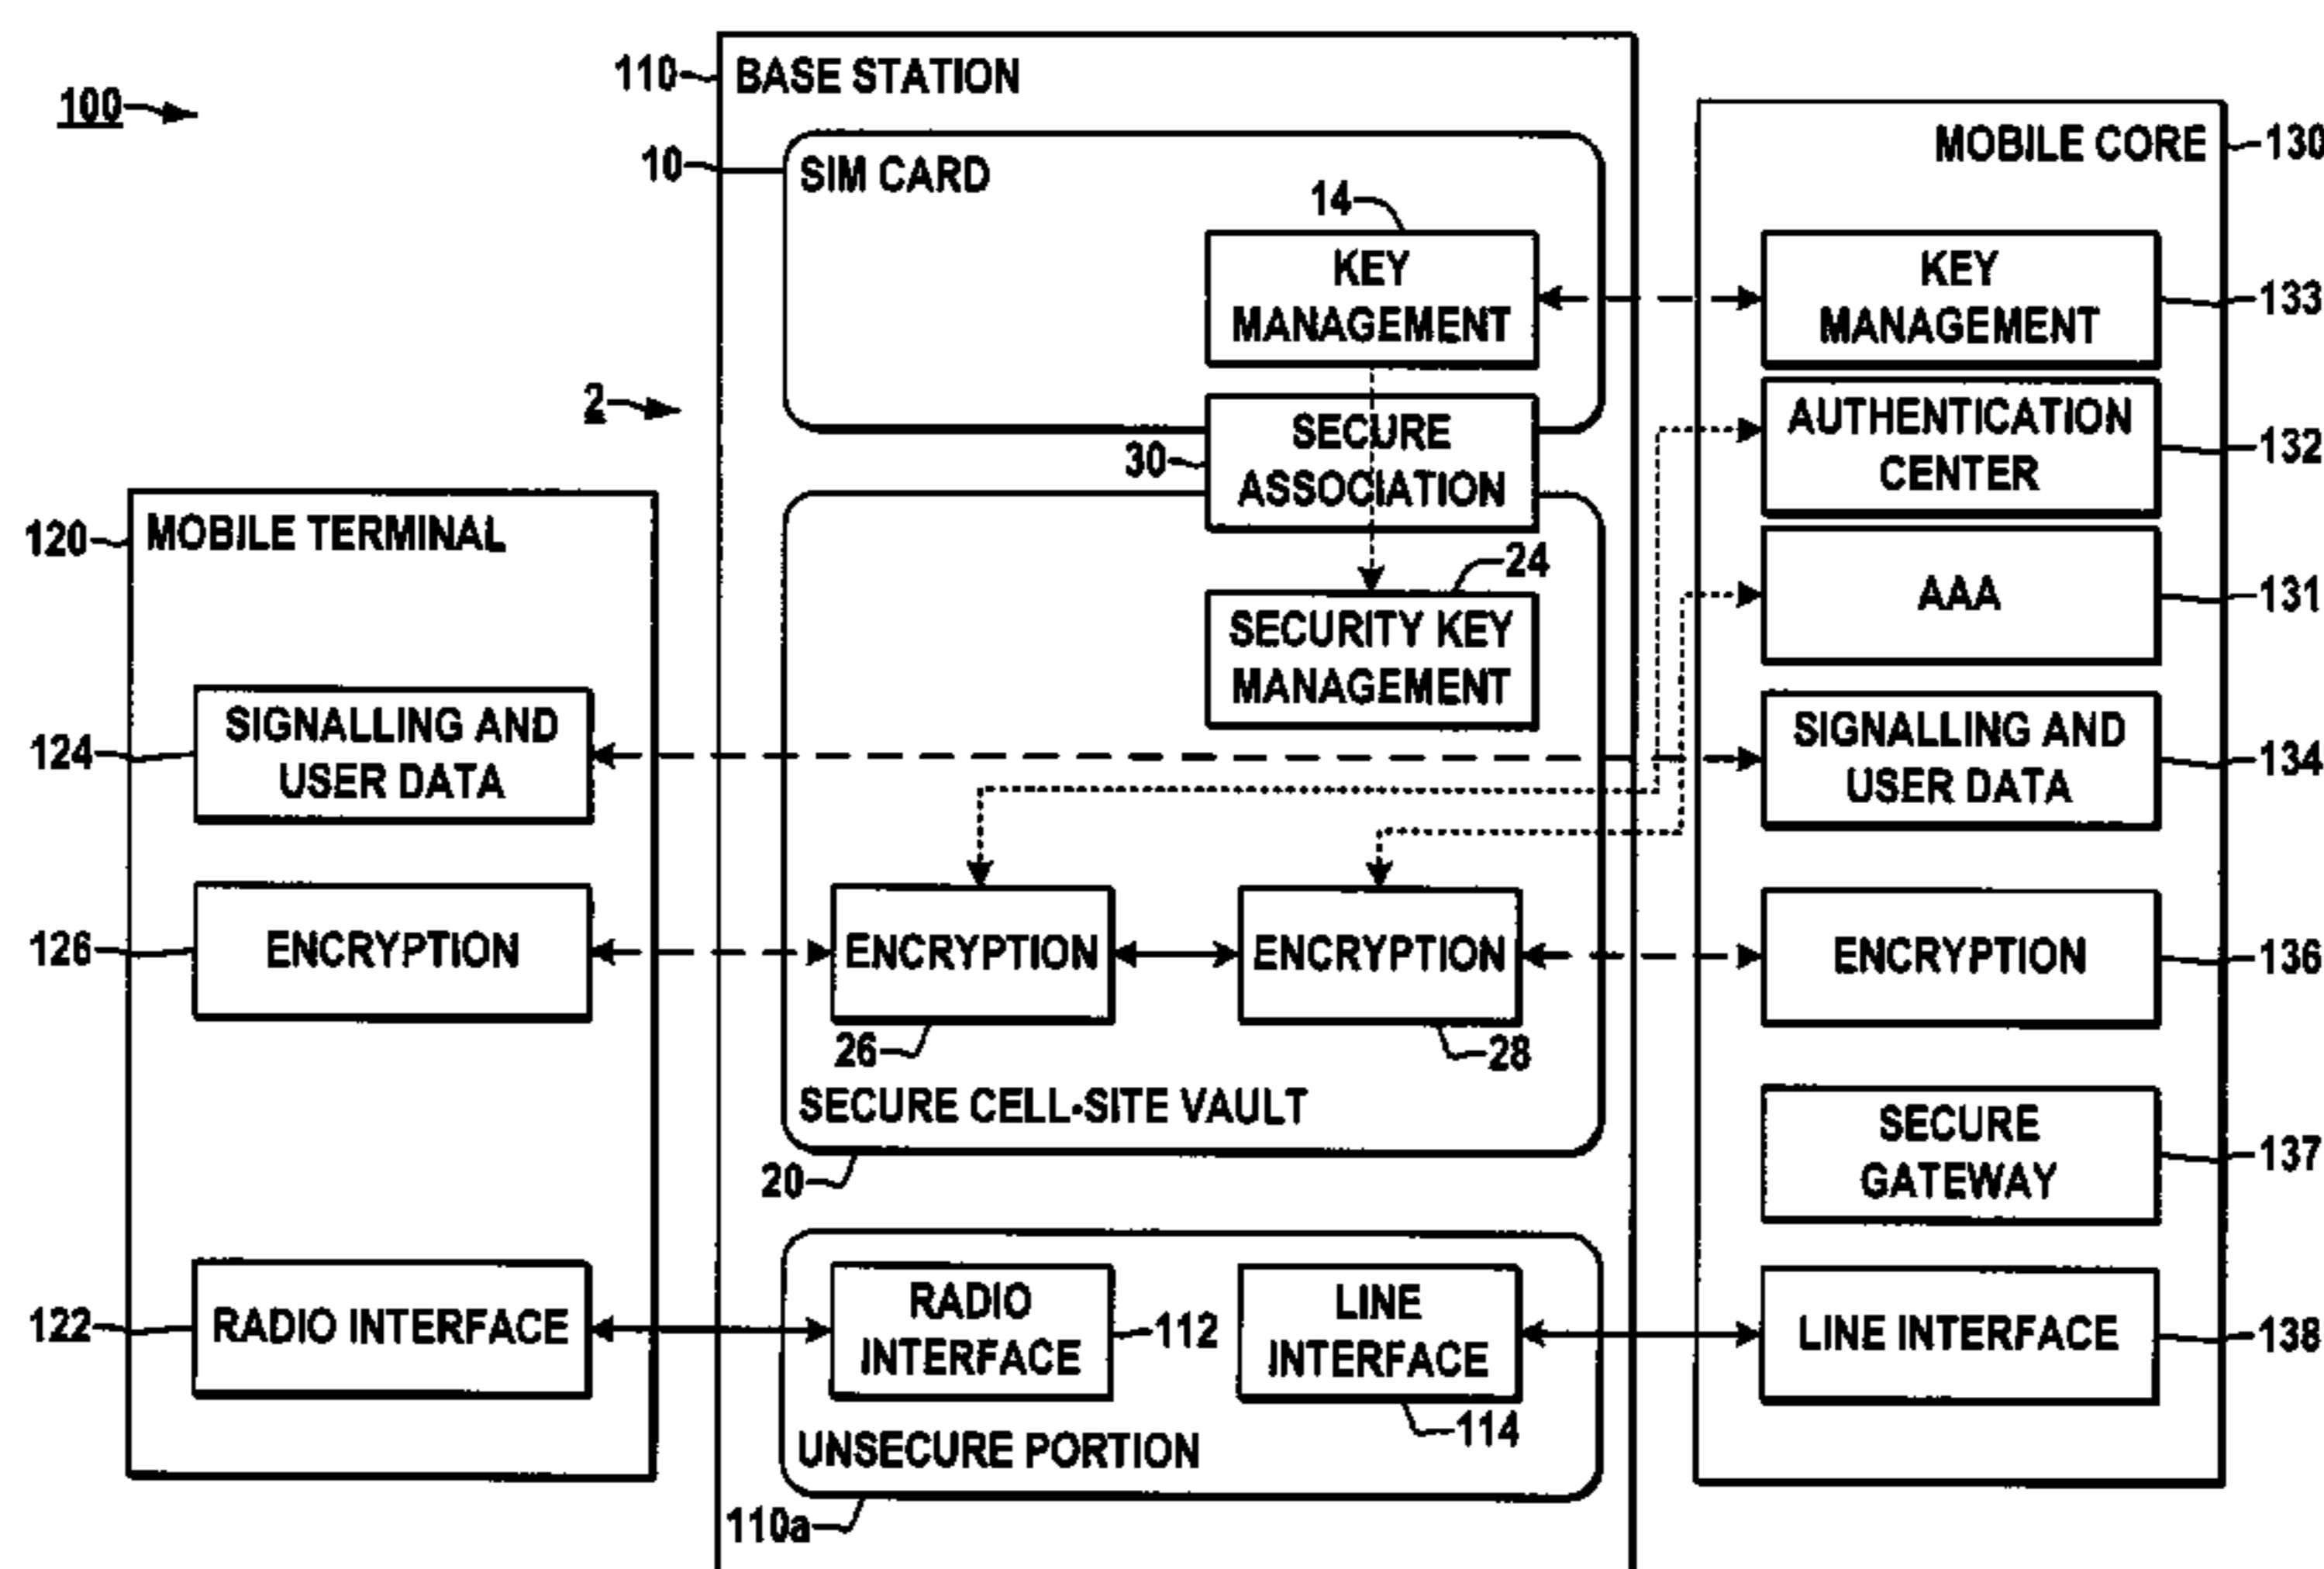 100
110
BASE STATION
10
SIM CARD
14
KEY
MANAGEMENT
2
30
SECURE
ASSOCIATION
24
SECURITY KEY
MANAGEMENT
ENCRYPTION
26
ENCRYPTION
28
SECURE CELL-SITE VAULT
20
RADIO
INTERFACE
112
LINE
INTERFACE
114
UNSECURE PORTION
110a
120
MOBILE TERMINAL
124
SIGNALLING AND
USER DATA
126
ENCRYPTION
122
RADIO INTERFACE
MOBILE CORE
130
KEY
MANAGEMENT
133
AUTHENTICATION
CENTER
132
AAA
131
SIGNALLING AND
USER DATA
134
ENCRYPTION
136
SECURE
GATEWAY
137
LINE INTERFACE
138